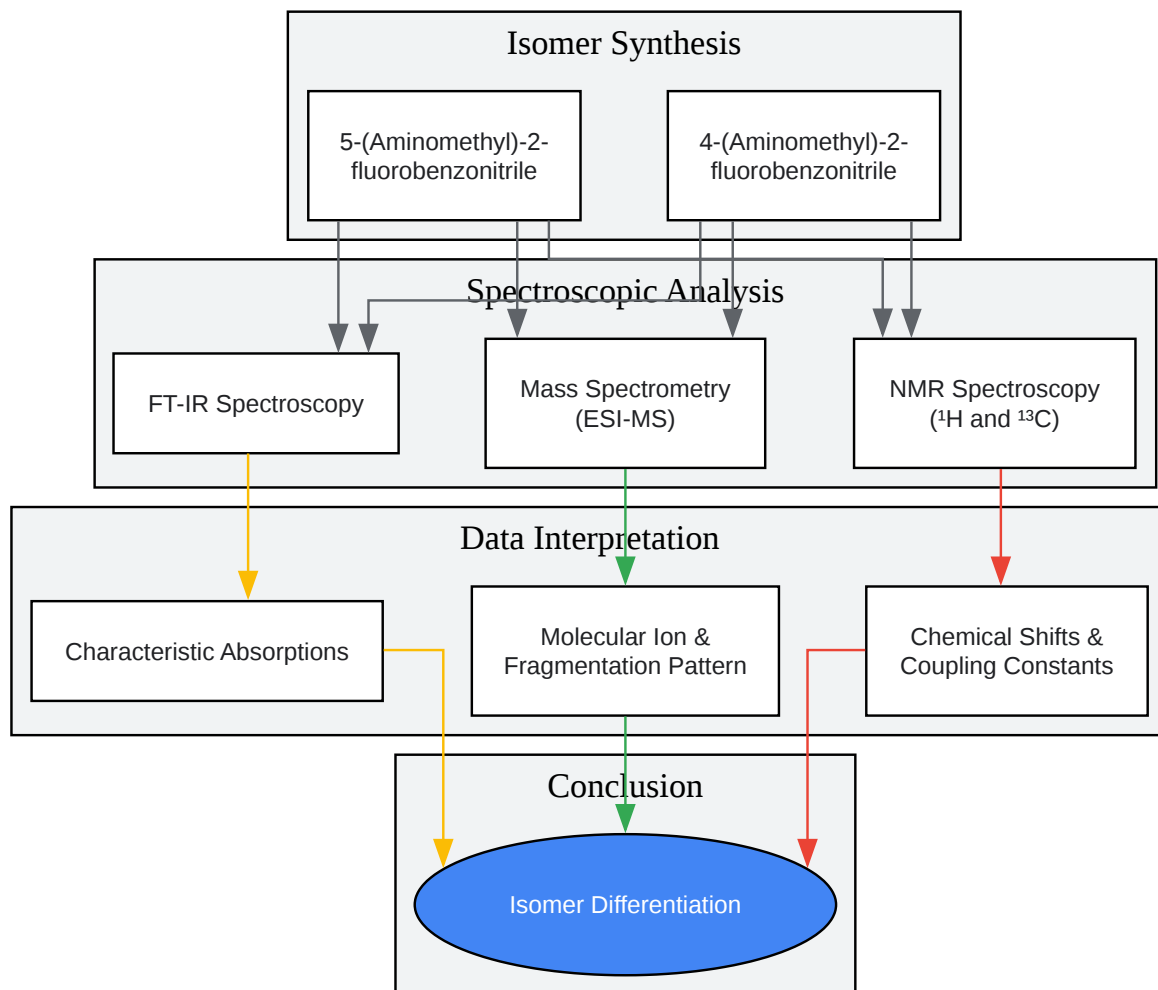 Isomer Synthesis
5-(Aminomethyl)-2-
fluorobenzonitrile
4-(Aminomethyl)-2-
fluorobenzonitrile
Spectroscopic Analysis
FT-IR Spectroscopy
Mass Spectrometry
(ESI-MS)
NMR Spectroscopy
(¹H and ¹³C)
Data Interpretation
Characteristic Absorptions
Molecular Ion &
Fragmentation Pattern
Chemical Shifts &
Coupling Constants
Conclusion
Isomer Differentiation